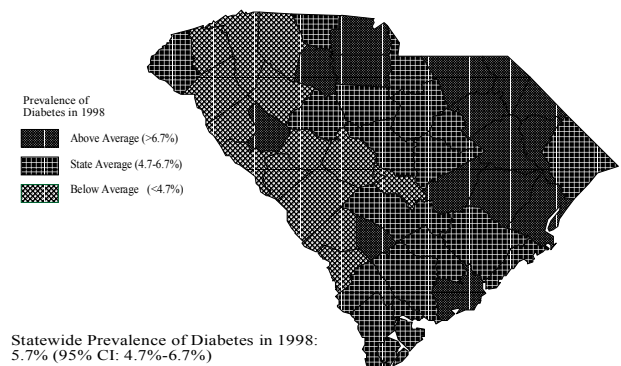 Prevalence of
Diabetes in 1998
Above Average (>6.7%)
State Average (4.7-6.7%)
Below Average (<4.7%)
Statewide Prevalence of Diabetes in 1998:
5.7% (95% CI: 4.7%-6.7%)